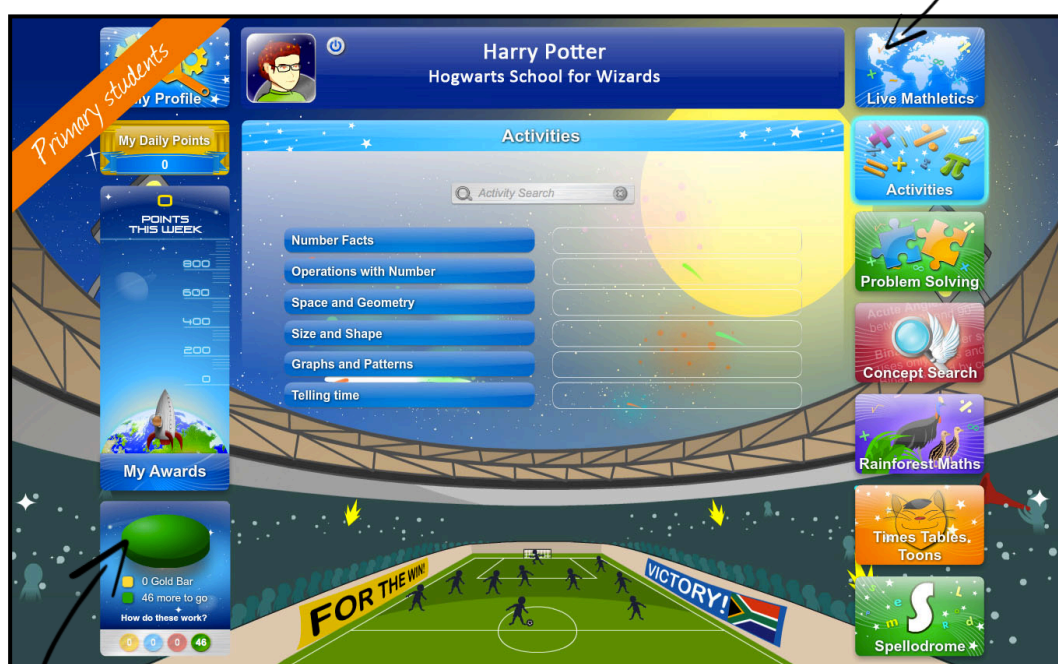 Primary students
My Profile
My Daily Points
0
0
POINTS
THIS WEEK
800
600
400
200
0
My Awards
0 Gold Bar
46 more to go
How do these work?
0 0 0 46
Harry Potter
Hogwarts School for Wizards
Activities
Activity Search
Number Facts
Operations with Number
Space and Geometry
Size and Shape
Graphs and Patterns
Telling time
FOR THE WIN!
VICTORY!
Live Mathletics
Activities
Problem Solving
Concept Search
Rainforest Maths
Times Tables
Toons
Spellodrome